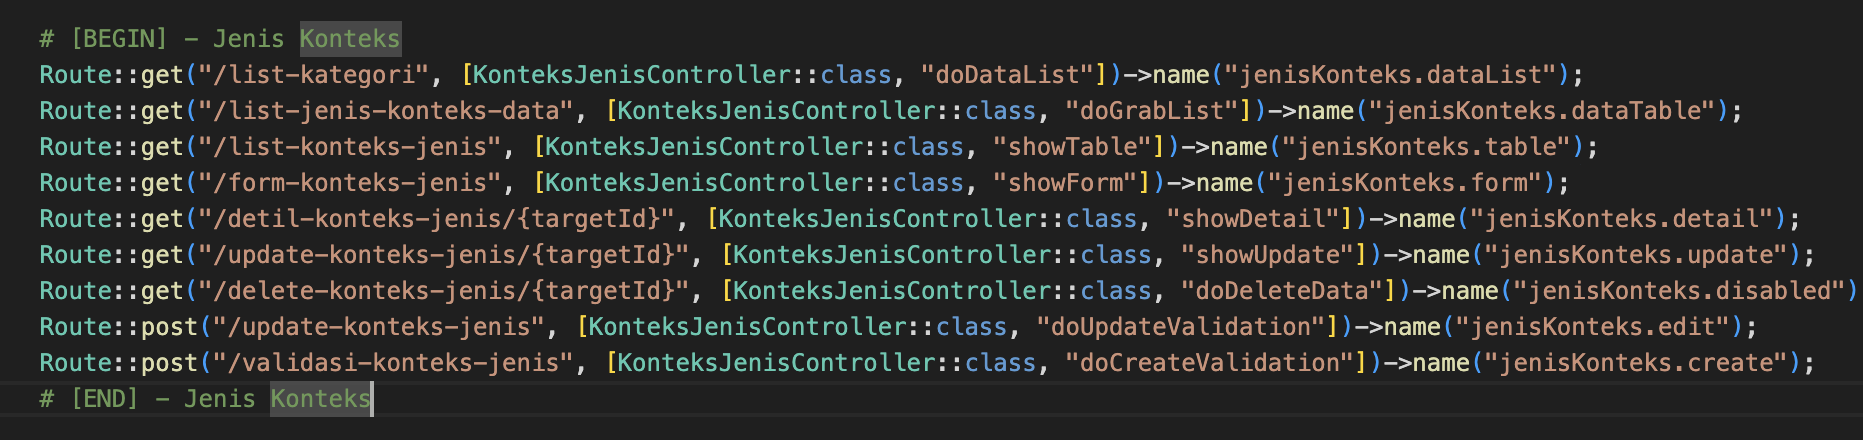 # [BEGIN] - Jenis Konteks
Route::get("/list-kategori", [KonteksJenisController::class, "doDataList"])->name("jenisKonteks.dataList");
Route::get("/list-jenis-konteks-data", [KonteksJenisController::class, "doGrabList"])->name("jenisKonteks.dataTable");
Route::get("/list-konteks-jenis", [KonteksJenisController::class, "showTable"])->name("jenisKonteks.table");
Route::get("/form-konteks-jenis", [KonteksJenisController::class, "showForm"])->name("jenisKonteks.form");
Route::get("/detil-konteks-jenis/{targetId}", [KonteksJenisController::class, "showDetail"])->name("jenisKonteks.detail");
Route::get("/update-konteks-jenis/{targetId}", [KonteksJenisController::class, "showUpdate"])->name("jenisKonteks.update");
Route::get("/delete-konteks-jenis/{targetId}", [KonteksJenisController::class, "doDeleteData"])->name("jenisKonteks.disabled")
Route::post("/update-konteks-jenis", [KonteksJenisController::class, "doUpdateValidation"])->name("jenisKonteks.edit");
Route::post("/validasi-konteks-jenis", [KonteksJenisController::class, "doCreateValidation"])->name("jenisKonteks.create");
# [END] - Jenis Konteks